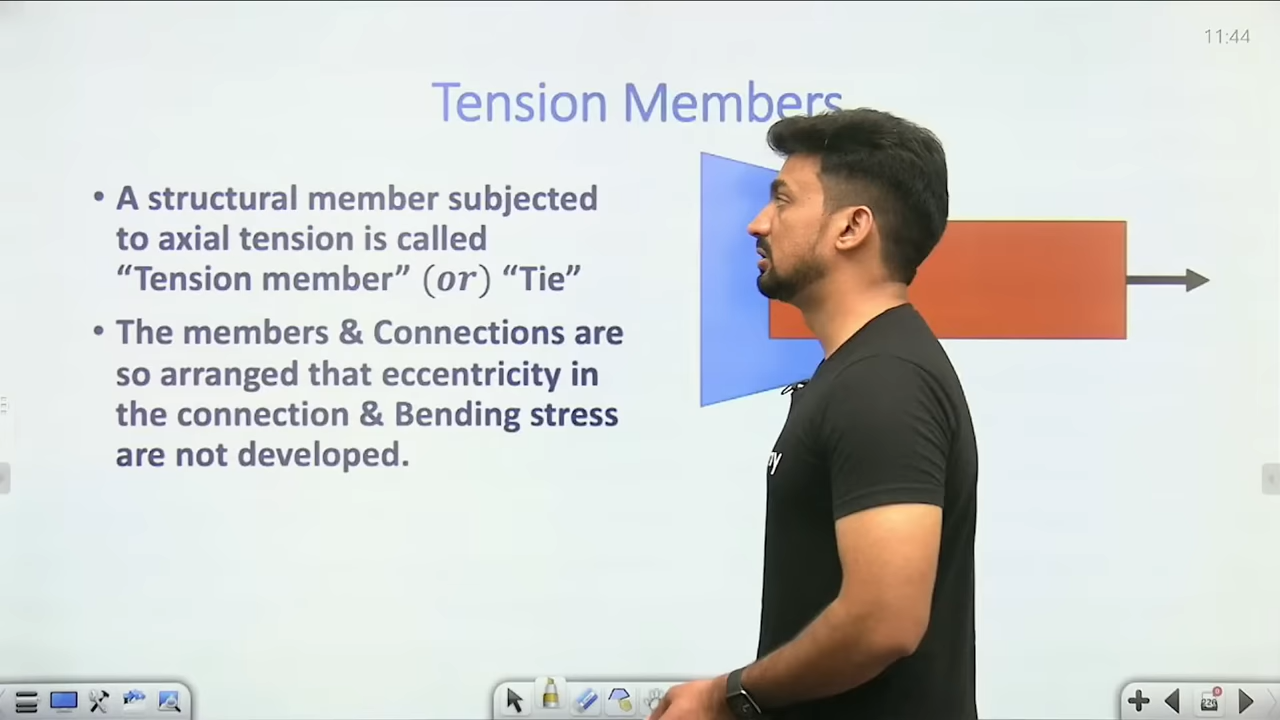 11:44
Tension Members
• A structural member subjected
to axial tension is called
“Tension member” (or) “Tie”
• The members & Connections are
so arranged that eccentricity in
the connection & Bending stress
are not developed.